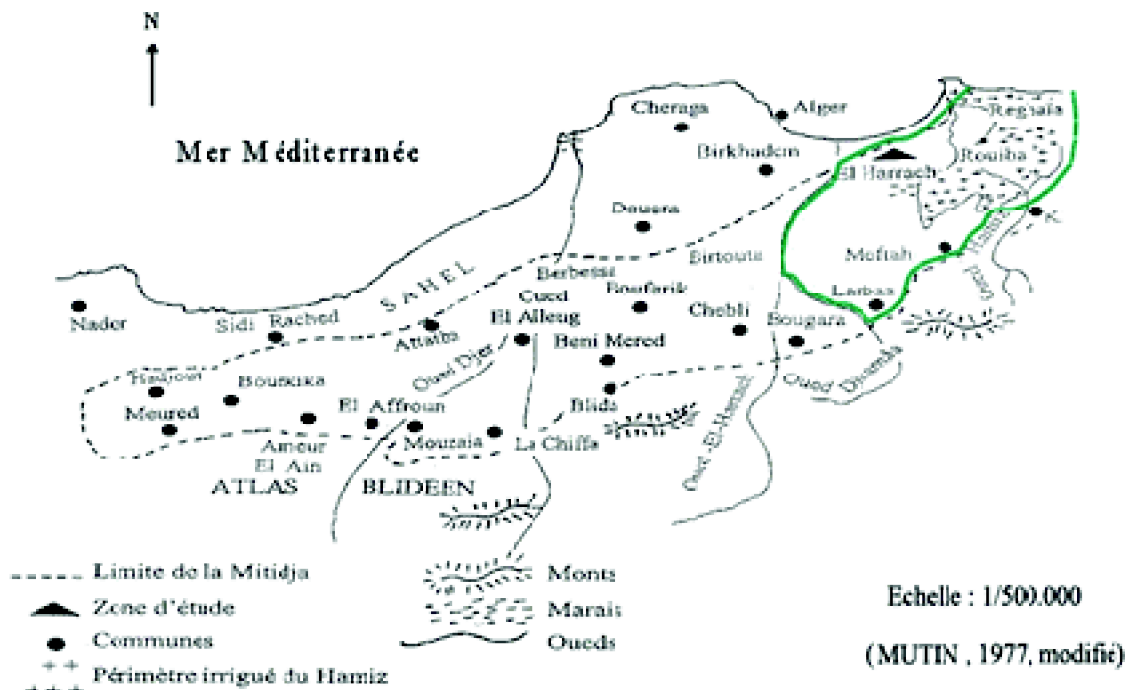 N
Cheraga
Alger
Regnaia
Mer Méditerranée
Birkhadem
Rouiba
El Harrach
Douera
K.
Meftah
Hamiz
SAHEL
Berbessa
Birtouta
Oued
Boufarik
Larbaa
Nador
Sidi Rached
Attatba
El Alleug
Chebli
Bougara
Beni Mered
Oued Djer
Hadjout
Bourkika
Blida
Oued Djemaa
Meured
El Affroun
Oued-El-Harrach
Ameur
El Ain
Mouzaia
La Chiffa
ATLAS
BLIDEEN
Limite de la Mitidja
Monts
Zone d'étude
Marais
Echelle : 1/500.000
Communes
Oueds
Périmètre irrigué du Hamiz
(MUTIN , 1977, modifié)